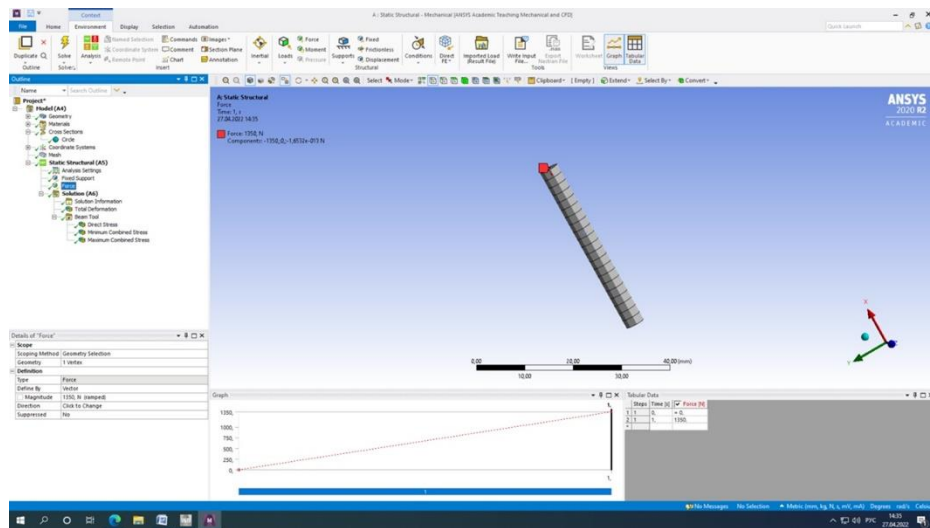 A : Static Structural - Mechanical [ANSYS Academic Teaching Mechanical and CFD]
Context
File Home Environment Display Selection Automation
Quick Launch
Duplicate Q Solve Analysis
Named Selection Commands Images
Coordinate System Comment Section Plane
Remote Point Chart Annotation
Inertial Loads
Force
Moment
Pressure
Supports
Fixed
Frictionless
Displacement
Conditions Direct FE
Imported Load (Result File)
Write Input File...
Export Nastran File
Worksheet Graph Tabular Data
Outline Solver Insert Structural Tools Views
Outline
Name Search Outline
Select Mode Clipboard [ Empty ] Extend Select By Convert
Project*
Model (A4)
Geometry
Materials
Cross Sections
Circle
Coordinate Systems
Mesh
Static Structural (A5)
Analysis Settings
Fixed Support
Force
Solution (A6)
Solution Information
Total Deformation
Beam Tool
Direct Stress
Minimum Combined Stress
Maximum Combined Stress
A: Static Structural
Force
Time: 1, s
27.04.2022 14:35
Force: 1350, N
ANSYS
2020 R2
ACADEMIC
X
Y
0,00 20,00 40,00 (mm)
10,00 30,00
Details of "Force"
Scope
Scoping Method Geometry Selection
Geometry 1 Vertex
Definition
Type Force
Define By Vector
Magnitude 1350, N (ramped)
Direction Click to Change
Suppressed No
Graph
1350,
1000,
750,
500,
250,
0,
1,
1,
1
Tabular Data
Steps Time [s] Force [N]
1 1 0, = 0,
2 1 1, 1350,
*
No Messages No Selection Metric (mm, kg, N, s, mV, mA) Degrees rad/s
РУС 14:35
27.04.2022